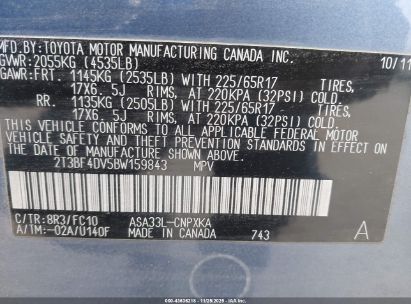 MFD. BY: TOYOTA MOTOR MANUFACTURING CANADA INC.
GVWR: 2055KG (4535LB) 10/11
GAWR: FRT. 1145KG (2535LB) WITH 225/65R17 TIRES,
17X6.5J RIMS, AT 220KPA (32PSI) COLD.
RR. 1135KG (2505LB) WITH 225/65R17 TIRES,
17X6.5J RIMS, AT 220KPA (32PSI) COLD.
THIS VEHICLE CONFORMS TO ALL APPLICABLE FEDERAL MOTOR
VEHICLE SAFETY AND BUMPER STANDARDS IN EFFECT ON THE
DATE OF MANUFACTURE SHOWN ABOVE.
2T3BF4DV5BW159843 MPV
C/TR: 8R3/FC10 ASA33L-CNPXKA A
A/TM: -02A/U140F MADE IN CANADA 743